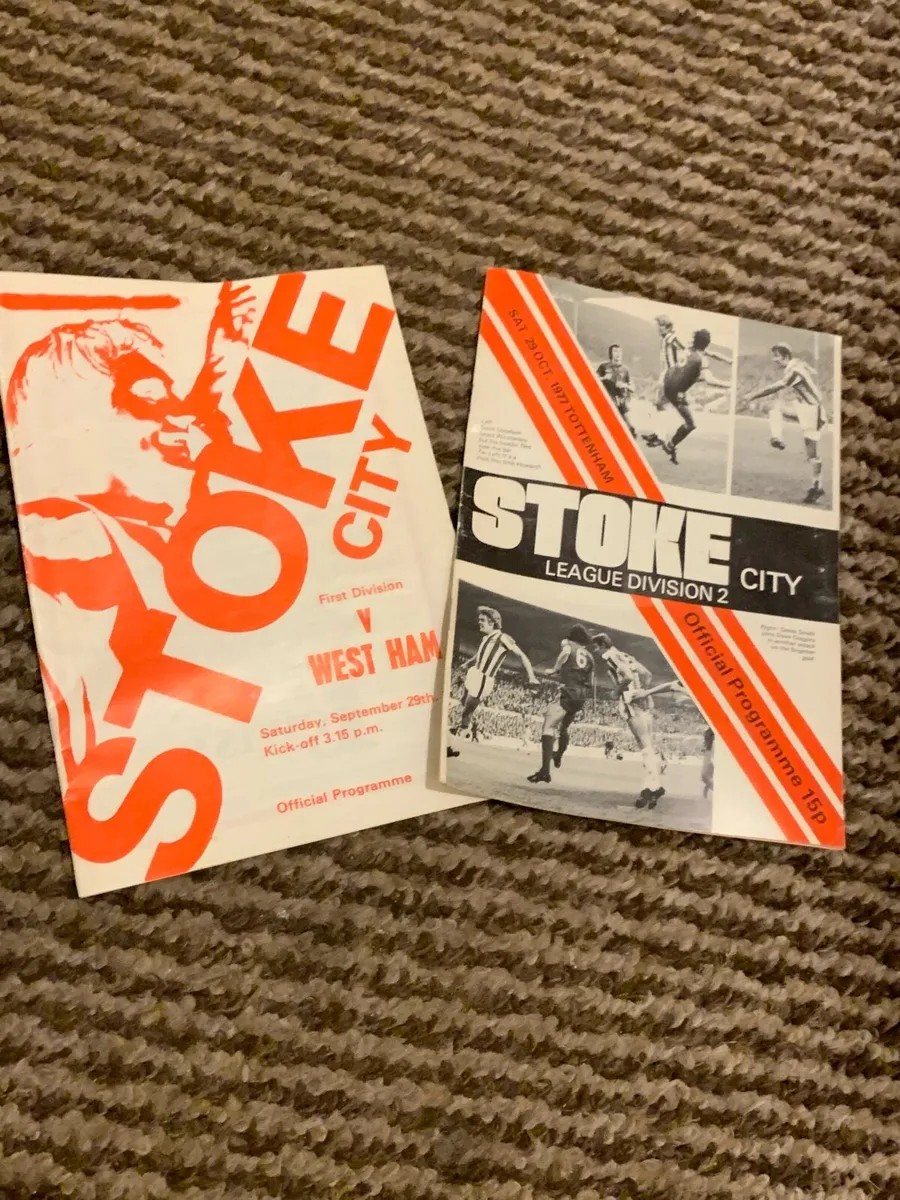 STOKE
CITY
First Division
v
WEST HAM
Saturday, September 29th.
Kick-off 3.15 p.m.
Official Programme
SAT 29 OCT 1977 TOTTENHAM
STOKE
CITY
LEAGUE DIVISION 2
Official Programme 15p